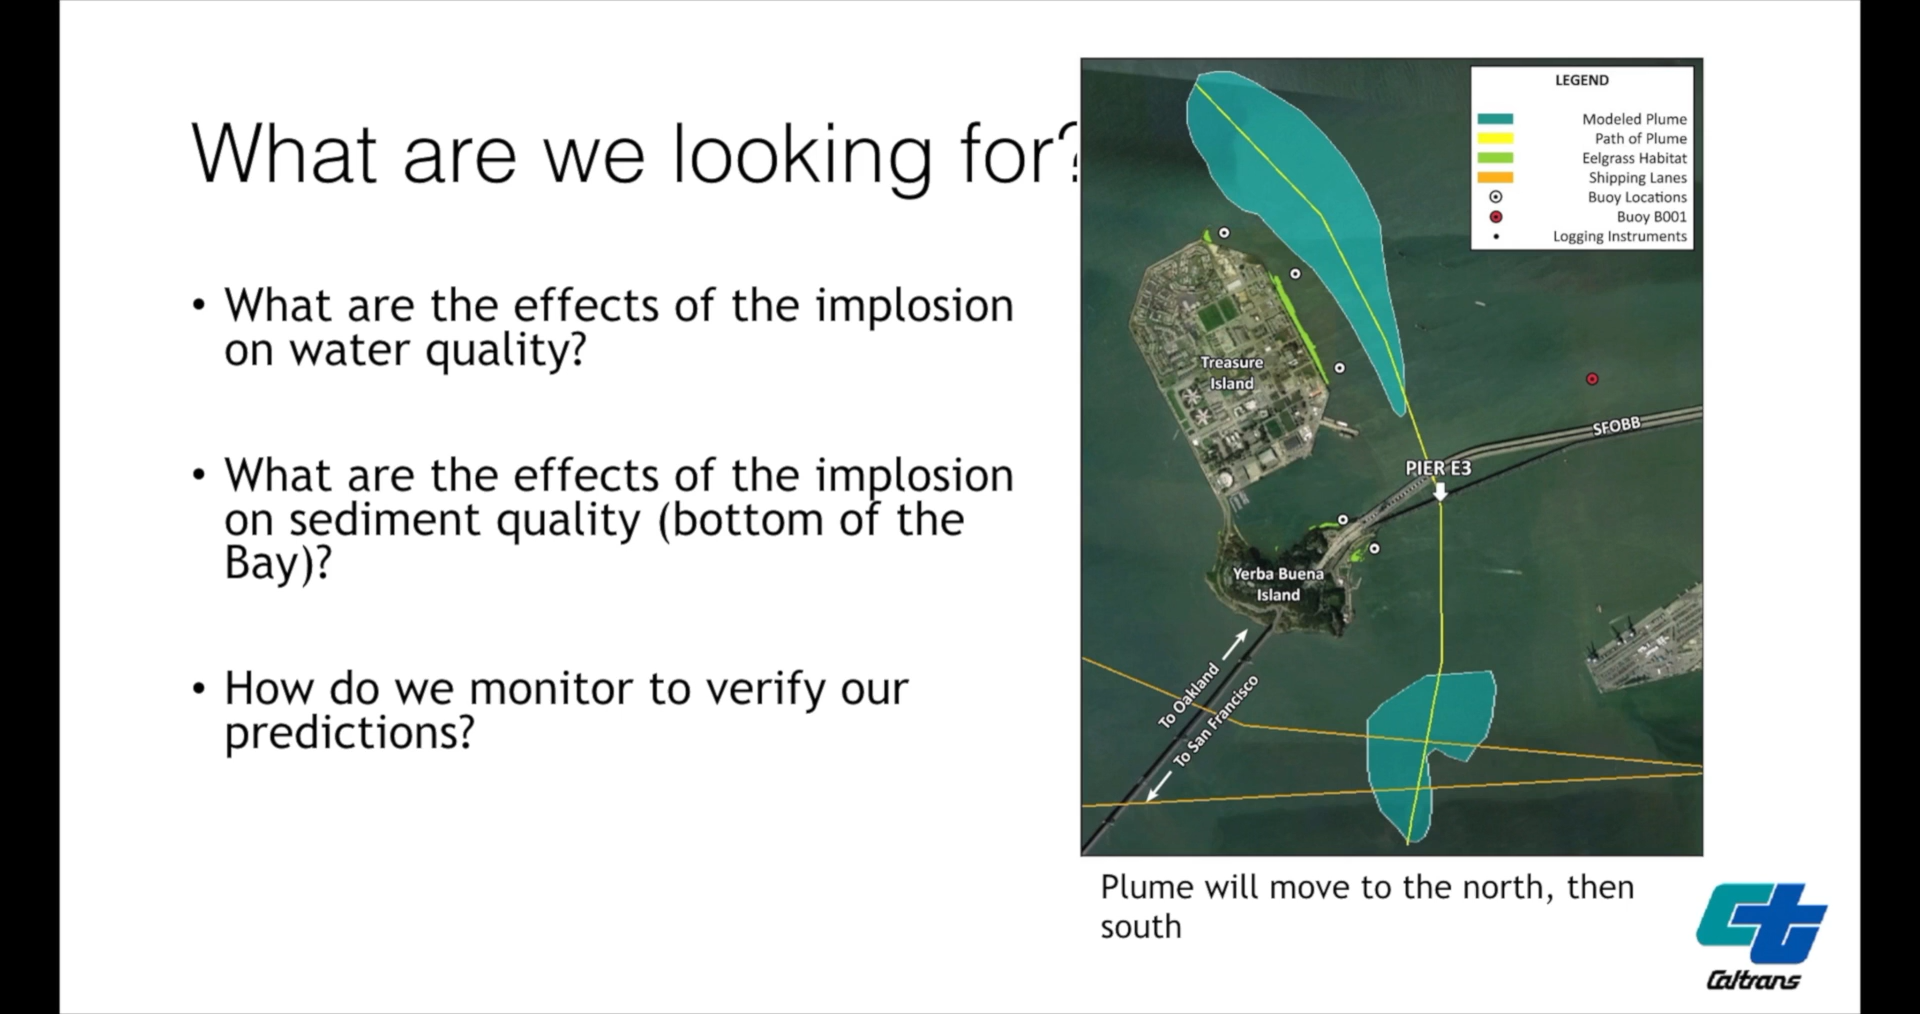 What are we looking for?
• What are the effects of the implosion
on water quality?
• What are the effects of the implosion
on sediment quality (bottom of the
Bay)?
• How do we monitor to verify our
predictions?
LEGEND
Modeled Plume
Path of Plume
Eelgrass Habitat
Shipping Lanes
Buoy Locations
Buoy B001
Logging Instruments
Treasure
Island
SFOBB
PIER E3
Yerba Buena
Island
To Oakland
To San Francisco
Plume will move to the north, then
south
Caltrans